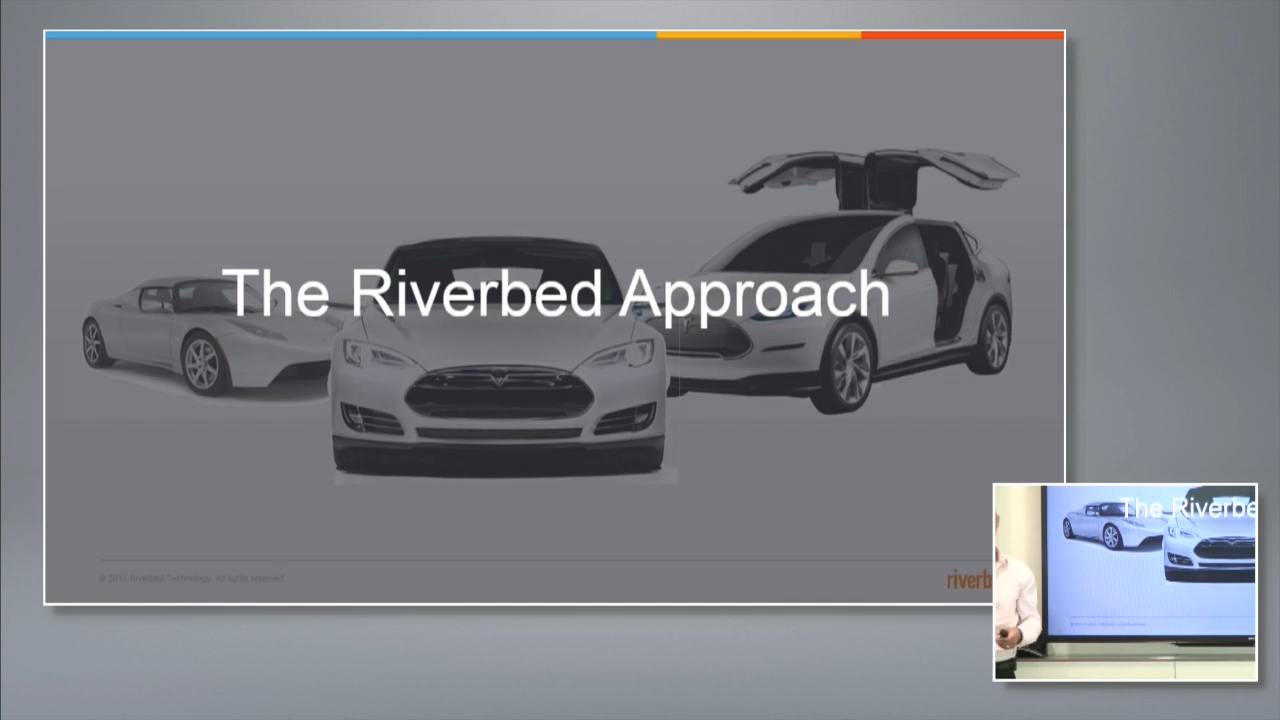 The Riverbed Approach
© 2015 Riverbed Technology. All rights reserved
riverb
The Riverbe